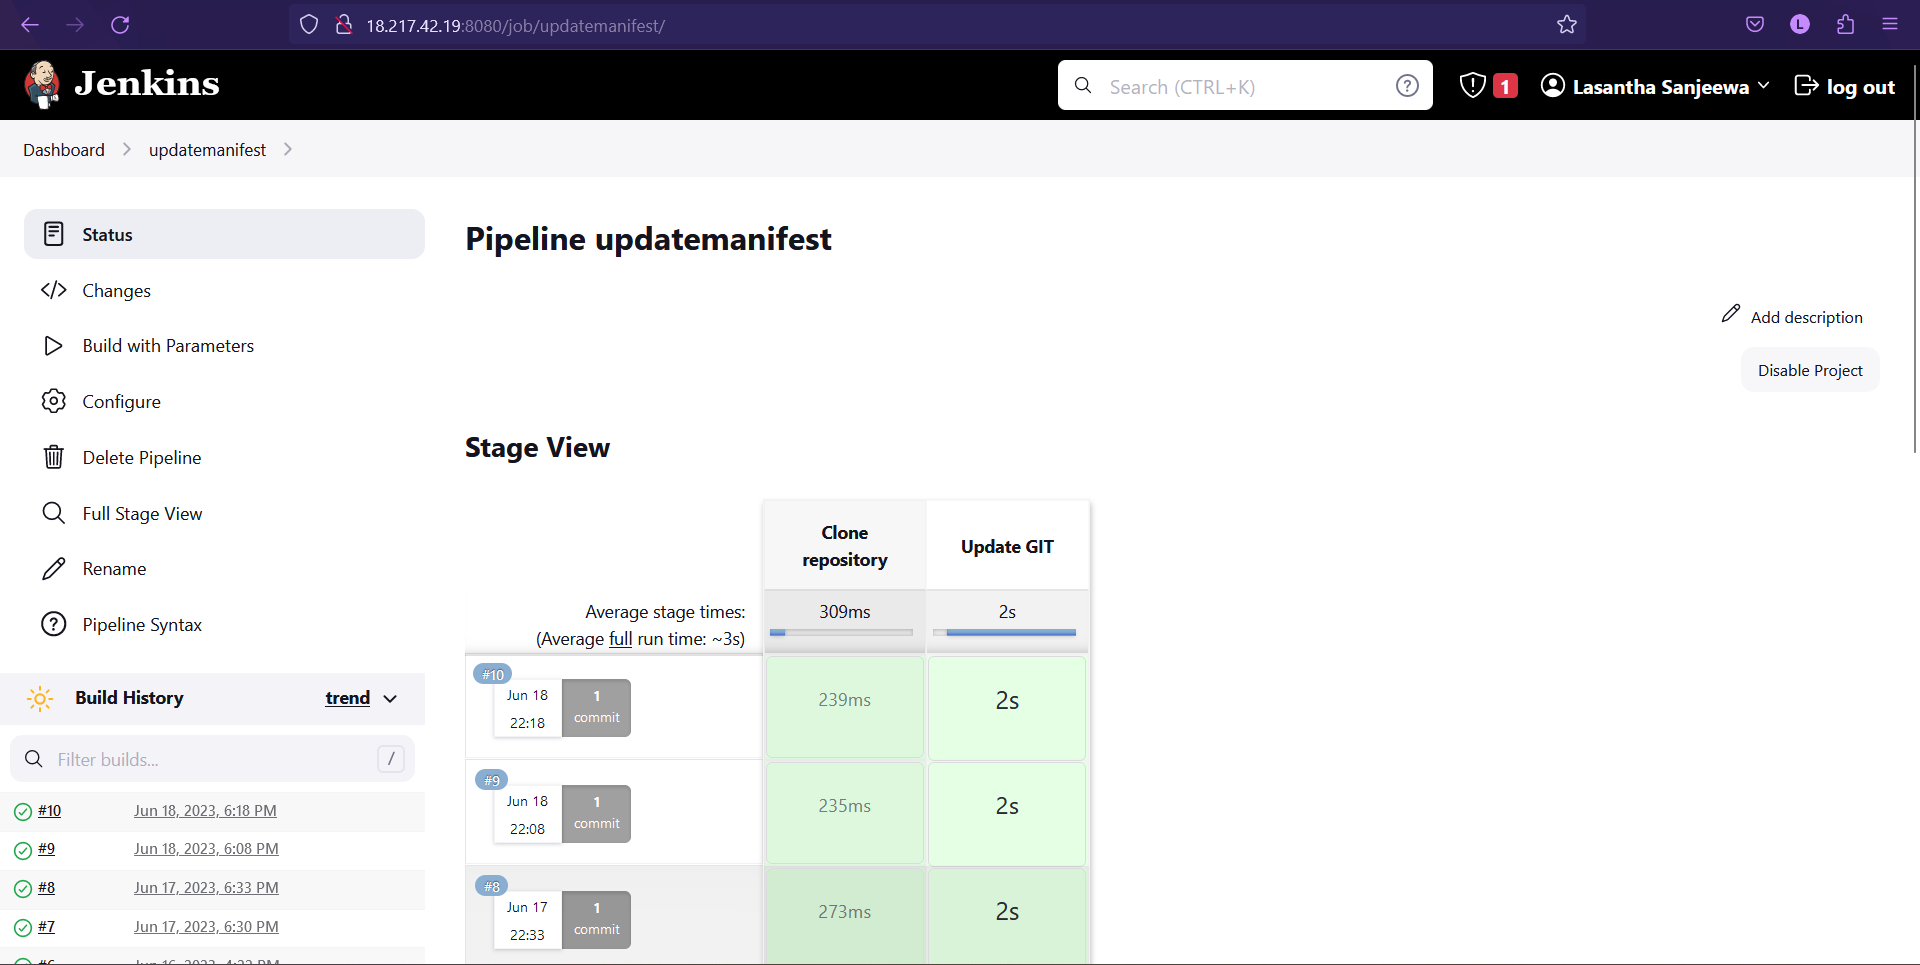 18.217.42.19:8080/job/updatemanifest/
L
Jenkins
Search (CTRL+K)
?
1
Lasantha Sanjeewa
log out
Dashboard
updatemanifest
Status
Changes
Build with Parameters
Configure
Delete Pipeline
Full Stage View
Rename
Pipeline Syntax
Build History
trend
Filter builds...
/
#10 Jun 18, 2023, 6:18 PM
#9 Jun 18, 2023, 6:08 PM
#8 Jun 17, 2023, 6:33 PM
#7 Jun 17, 2023, 6:30 PM
Pipeline updatemanifest
Add description
Disable Project
Stage View
Clone
repository
Update GIT
Average stage times:
(Average full run time: ~3s)
309ms
2s
#10
Jun 18
22:18
1
commit
239ms
2s
#9
Jun 18
22:08
1
commit
235ms
2s
#8
Jun 17
22:33
1
commit
273ms
2s